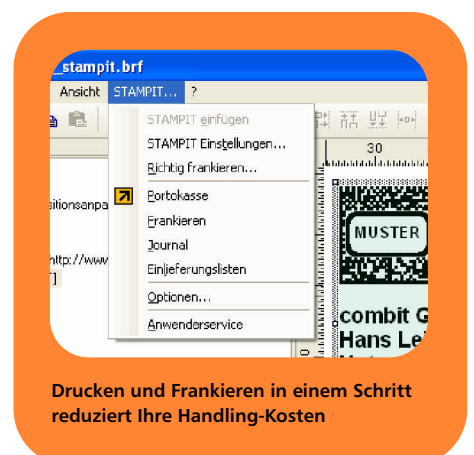 _stampit.brf
Ansicht STAMPIT... ?
STAMPIT einfügen
STAMPIT Einstellungen...
Richtig frankieren...
Portokasse
Frankieren
Journal
Einlieferungslisten
Optionen...
Anwenderservice
sitionsanpa
http://www
30
MUSTER
combit G
Hans Le
Drucken und Frankieren in einem Schritt
reduziert Ihre Handling-Kosten